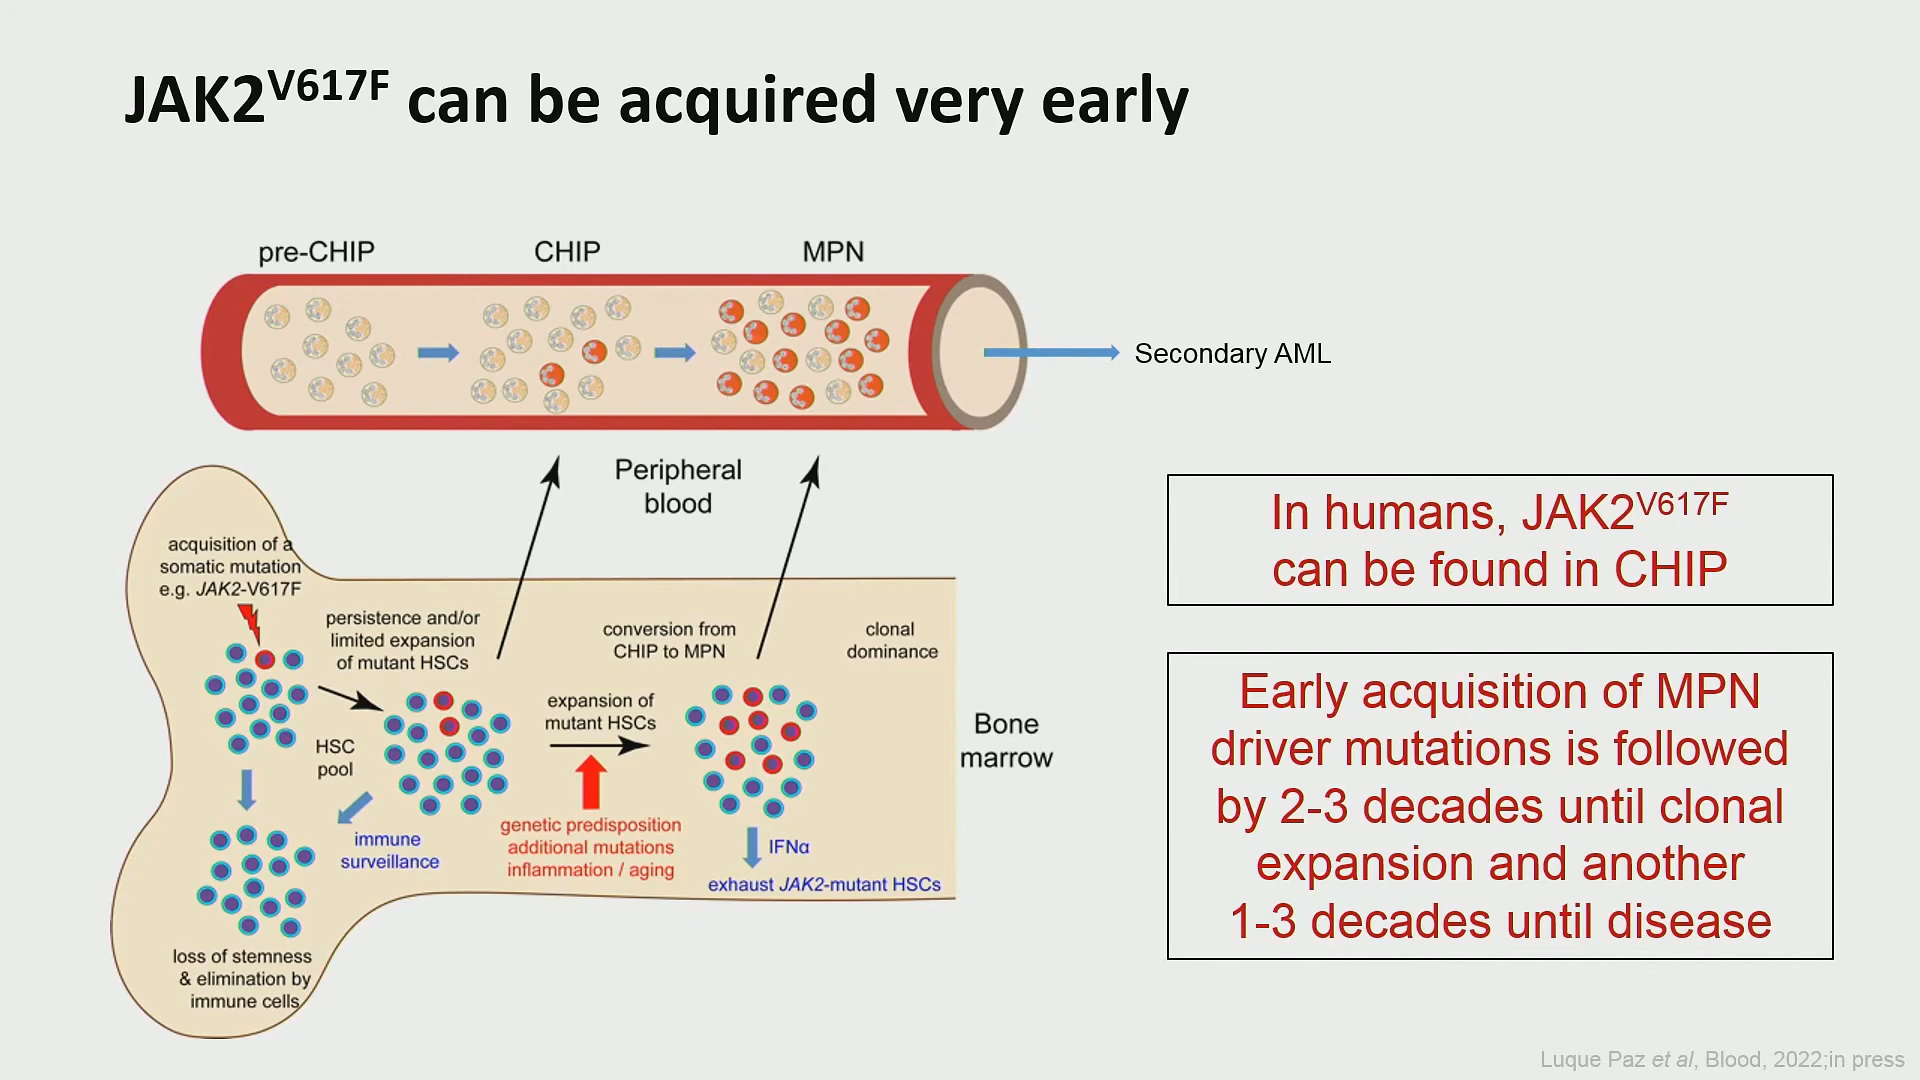 JAK2V617F can be acquired very early
pre-CHIP
CHIP
MPN
Secondary AML
Peripheral
blood
acquisition of a
somatic mutation
e.g. JAK2-V617F
persistence and/or
limited expansion
of mutant HSCs
conversion from
CHIP to MPN
clonal
dominance
expansion of
mutant HSCs
HSC
pool
Bone
marrow
immune
surveillance
genetic predisposition
additional mutations
inflammation / aging
IFNα
exhaust JAK2-mutant HSCs
loss of stemness
& elimination by
immune cells
In humans, JAK2V617F
can be found in CHIP
Early acquisition of MPN
driver mutations is followed
by 2-3 decades until clonal
expansion and another
1-3 decades until disease
Luque Paz et al, Blood, 2022;in press